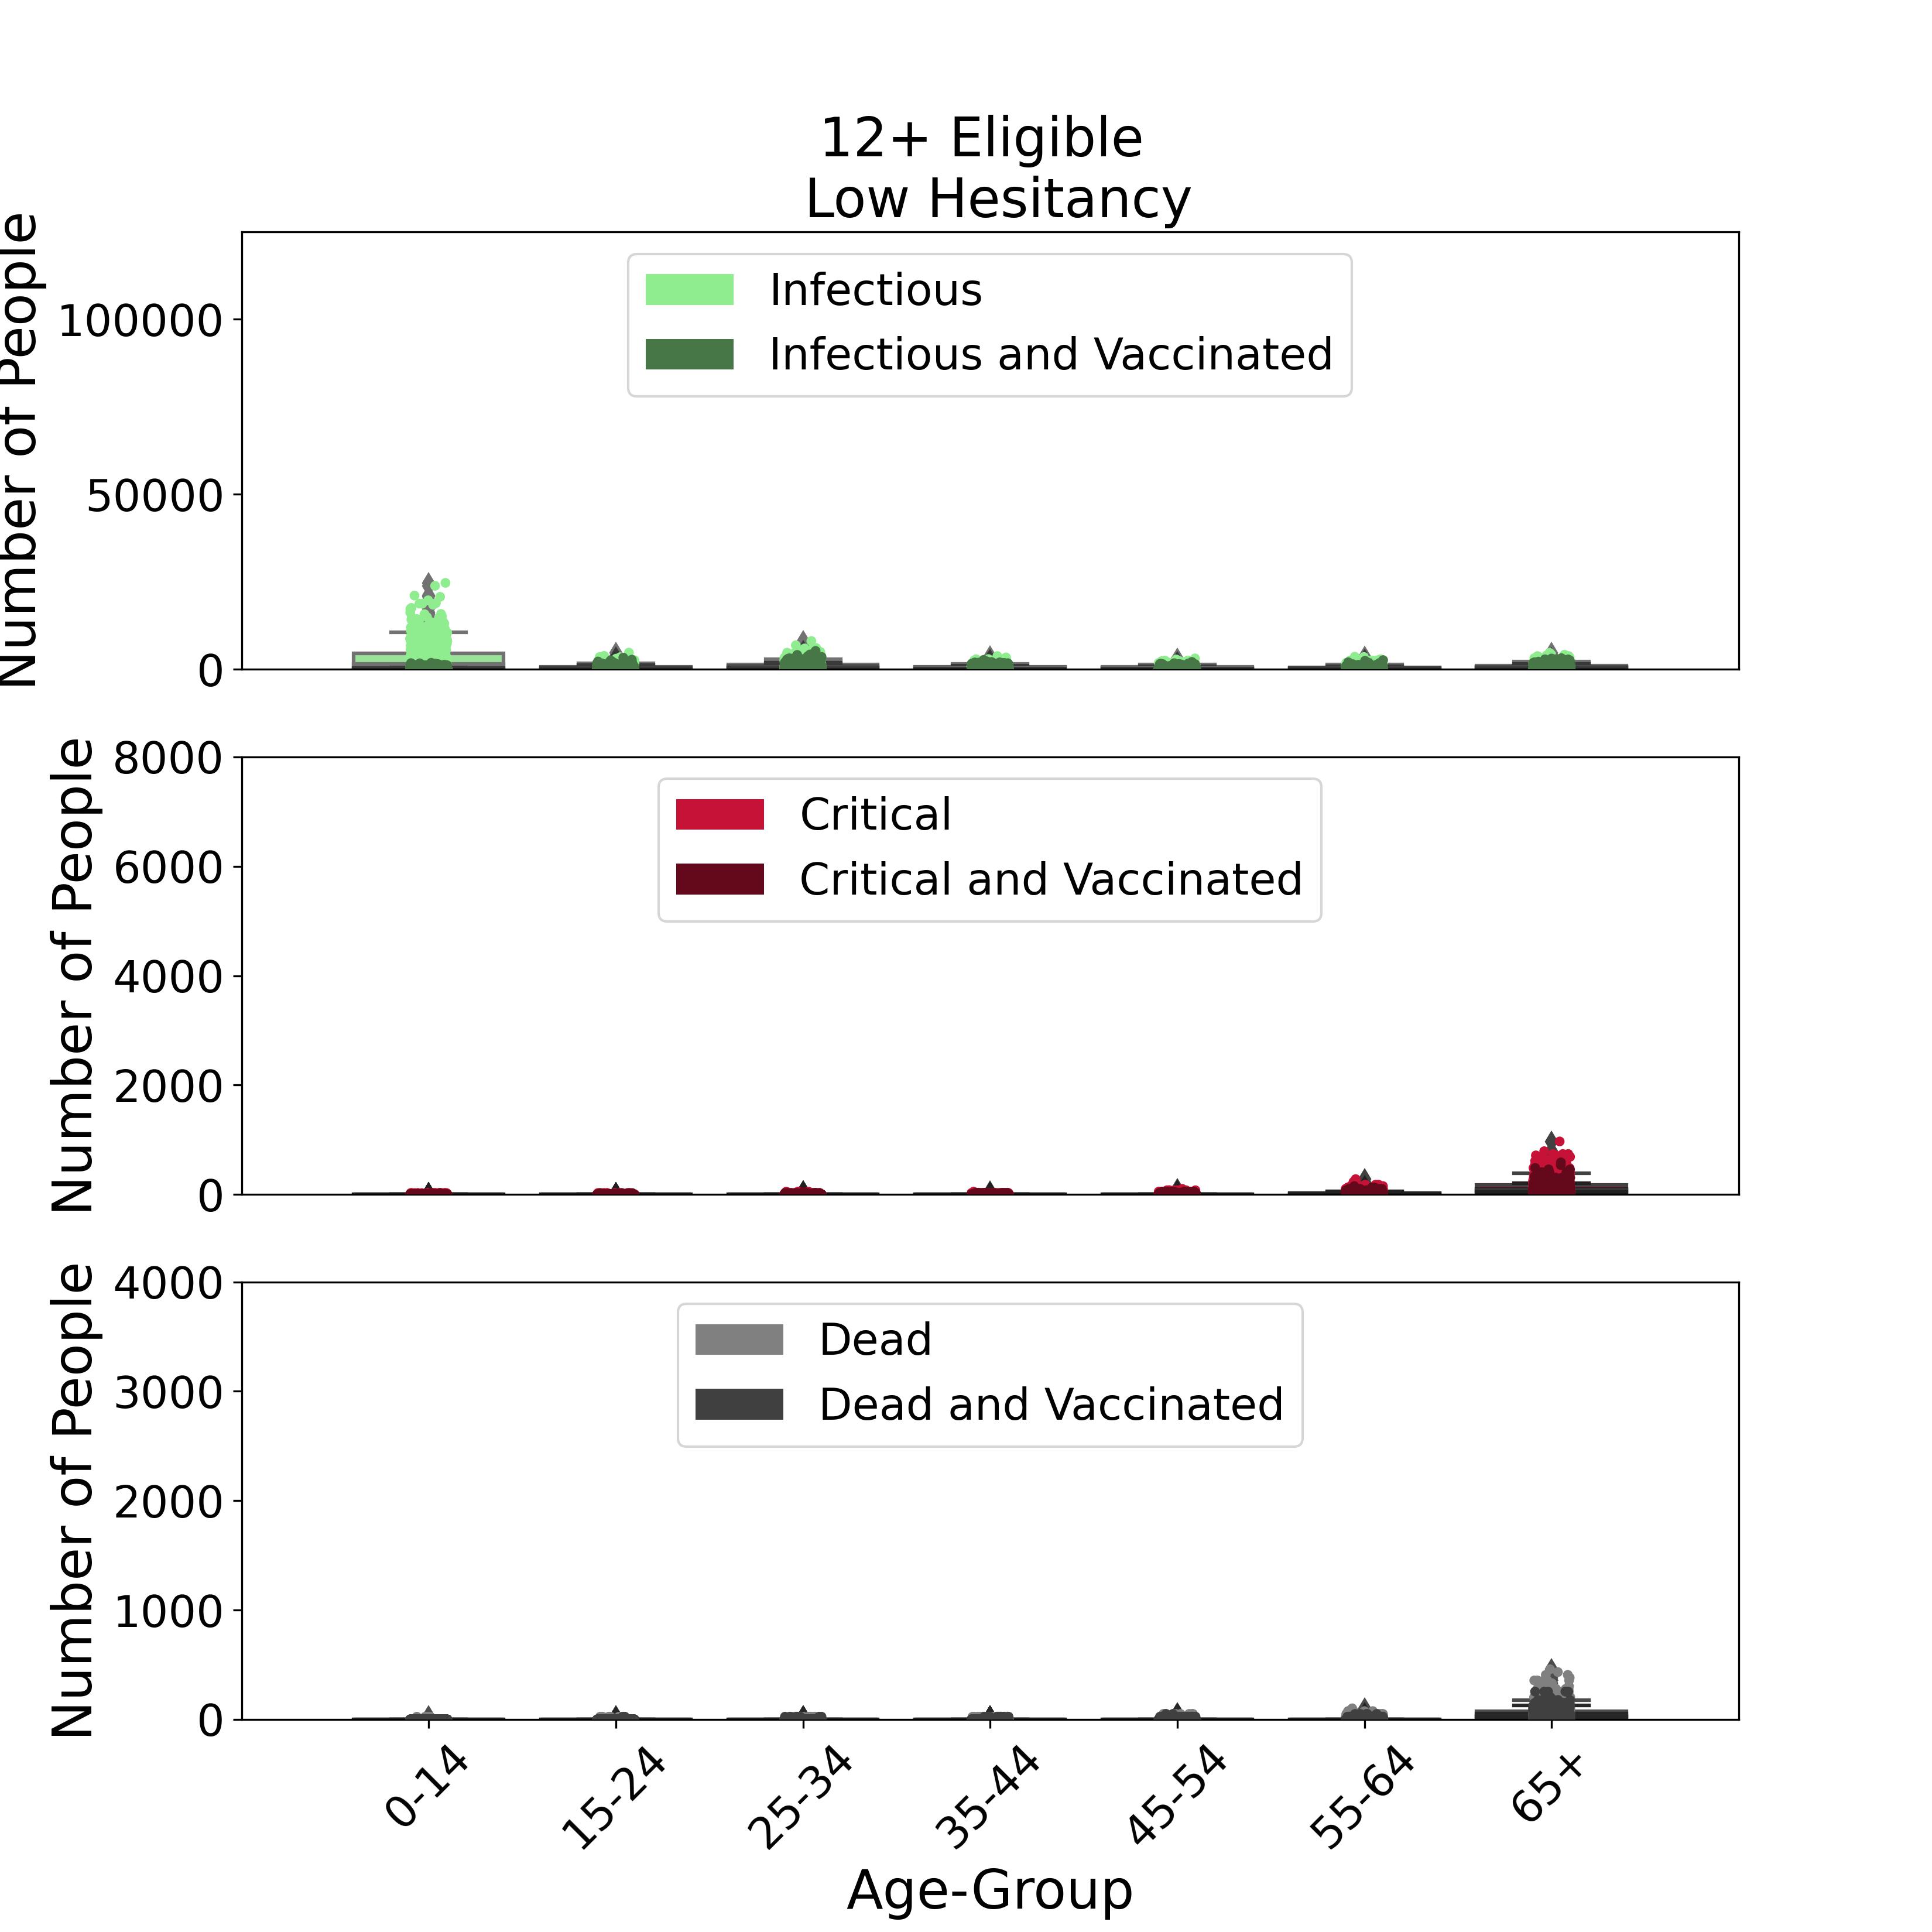 12+ Eligible
Low Hesitancy
Number of People
100000
50000
0
Infectious
Infectious and Vaccinated
Number of People
8000
6000
4000
2000
0
Critical
Critical and Vaccinated
Number of People
4000
3000
2000
1000
0
Dead
Dead and Vaccinated
0-14
15-24
25-34
35-44
45-54
55-64
65+
Age-Group